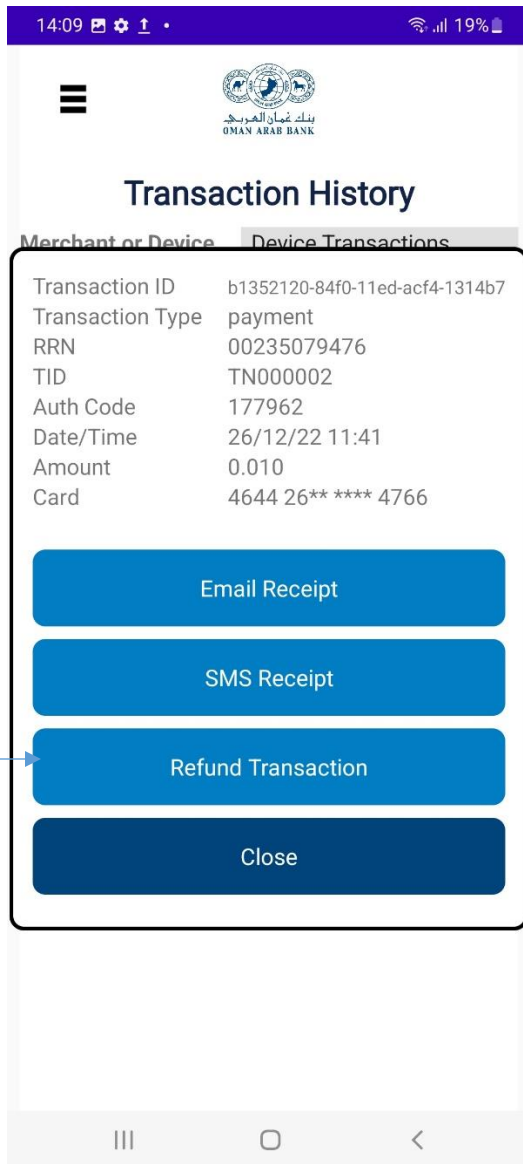 14:09
19%
بنك عُمان العربي
OMAN ARAB BANK
Transaction History
Merchant or Device Device Transactions
Transaction ID b1352120-84f0-11ed-acf4-1314b7
Transaction Type payment
RRN 00235079476
TID TN000002
Auth Code 177962
Date/Time 26/12/22 11:41
Amount 0.010
Card 4644 26** **** 4766
Email Receipt
SMS Receipt
Refund Transaction
Close